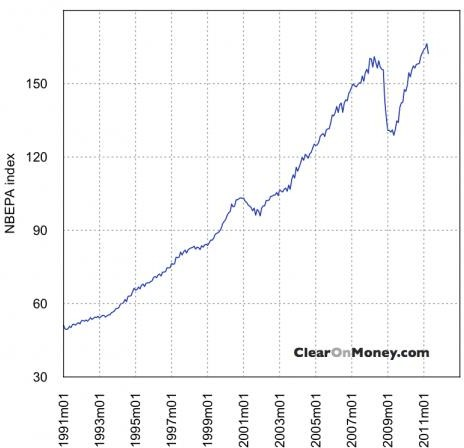 NBEPA index
150
120
90
60
30
ClearOnMoney.com
1991m01
1993m01
1995m01
1997m01
1999m01
2001m01
2003m01
2005m01
2007m01
2009m01
2011m01